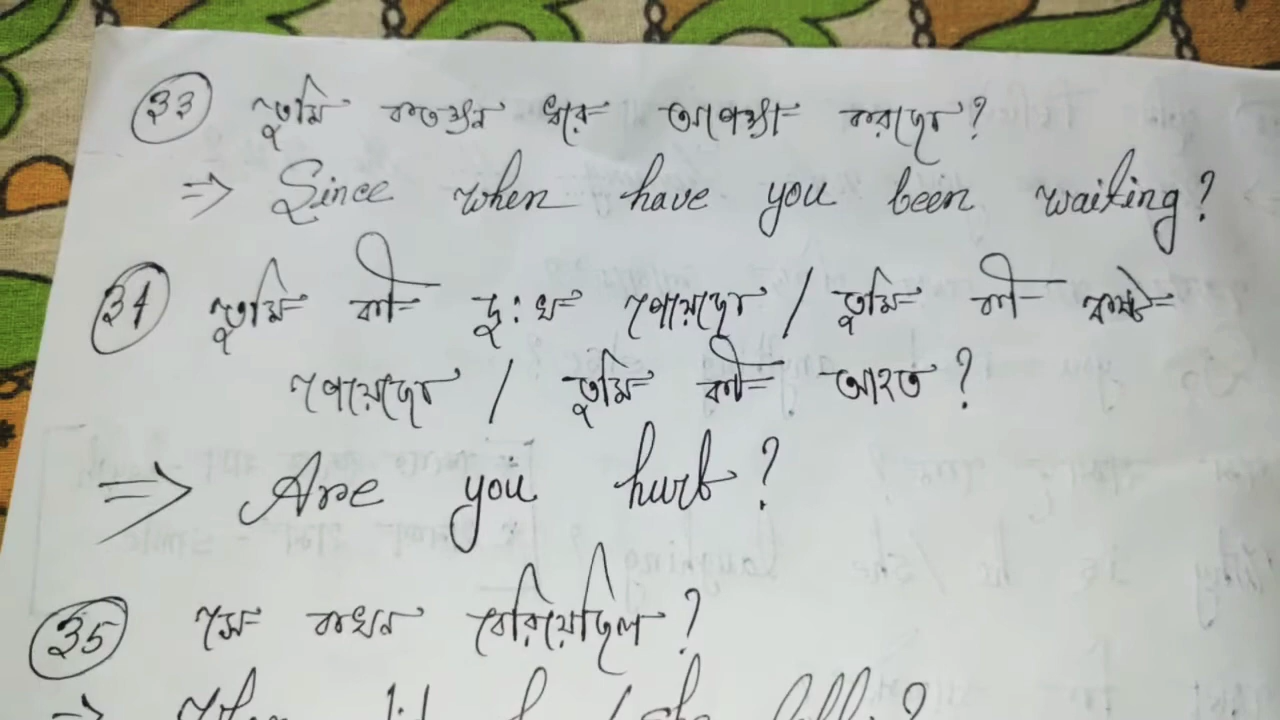 33 তুমি কতক্ষন ধরে অপেক্ষা করছো?
⇒ Since when have you been waiting?
34 তুমি কী দুঃখ পেয়েছো / তুমি কী কষ্ট
পেয়েছো / তুমি কী আহত ?
⇒ Are you hurt ?
35 সে কখন বেরিয়েছিল ?